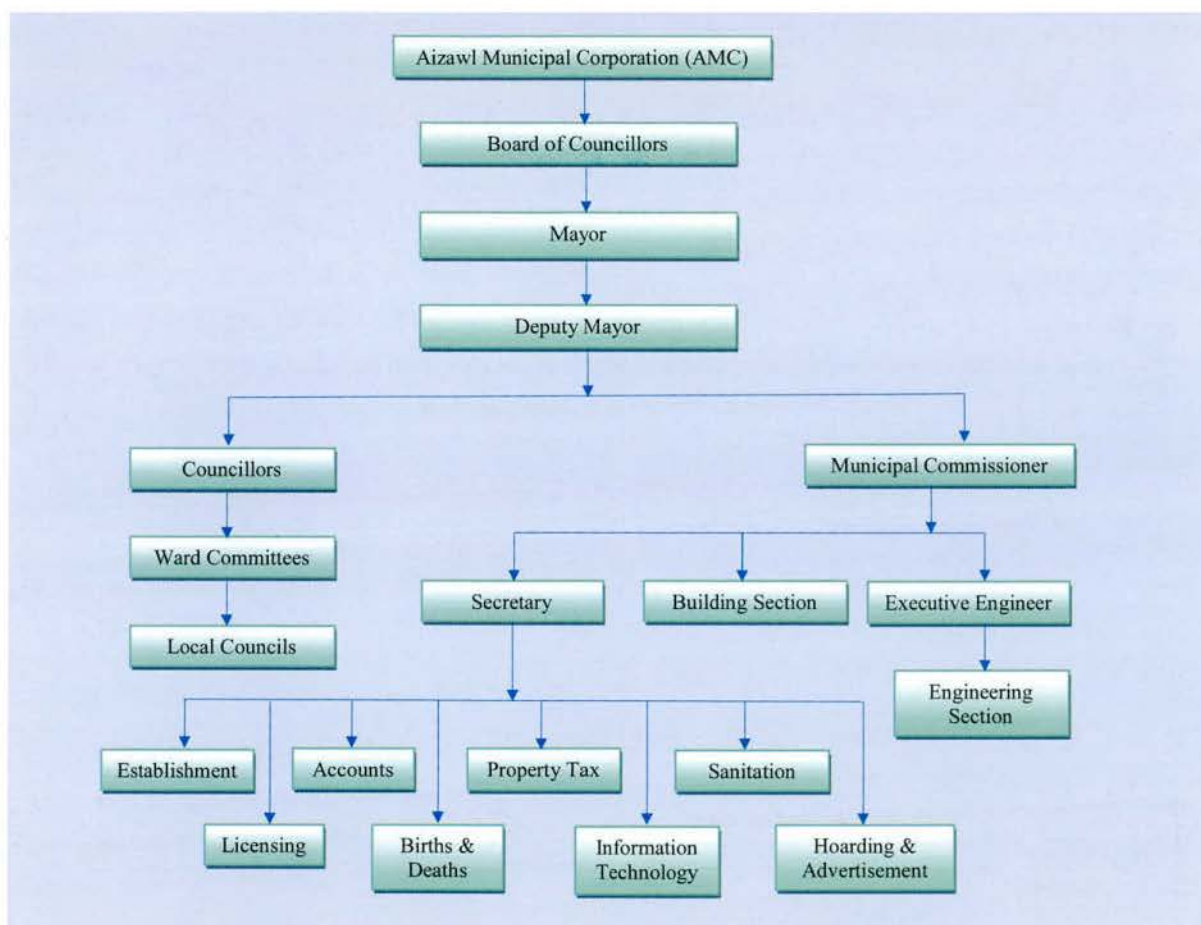 Aizawl Municipal Corporation (AMC)
Board of Councillors
Mayor
Deputy Mayor
Councillors
Municipal Commissioner
Ward Committees
Secretary
Building Section
Executive Engineer
Local Councils
Engineering
Section
Establishment
Accounts
Property Tax
Sanitation
Licensing
Births &
Deaths
Information
Technology
Hoarding &
Advertisement